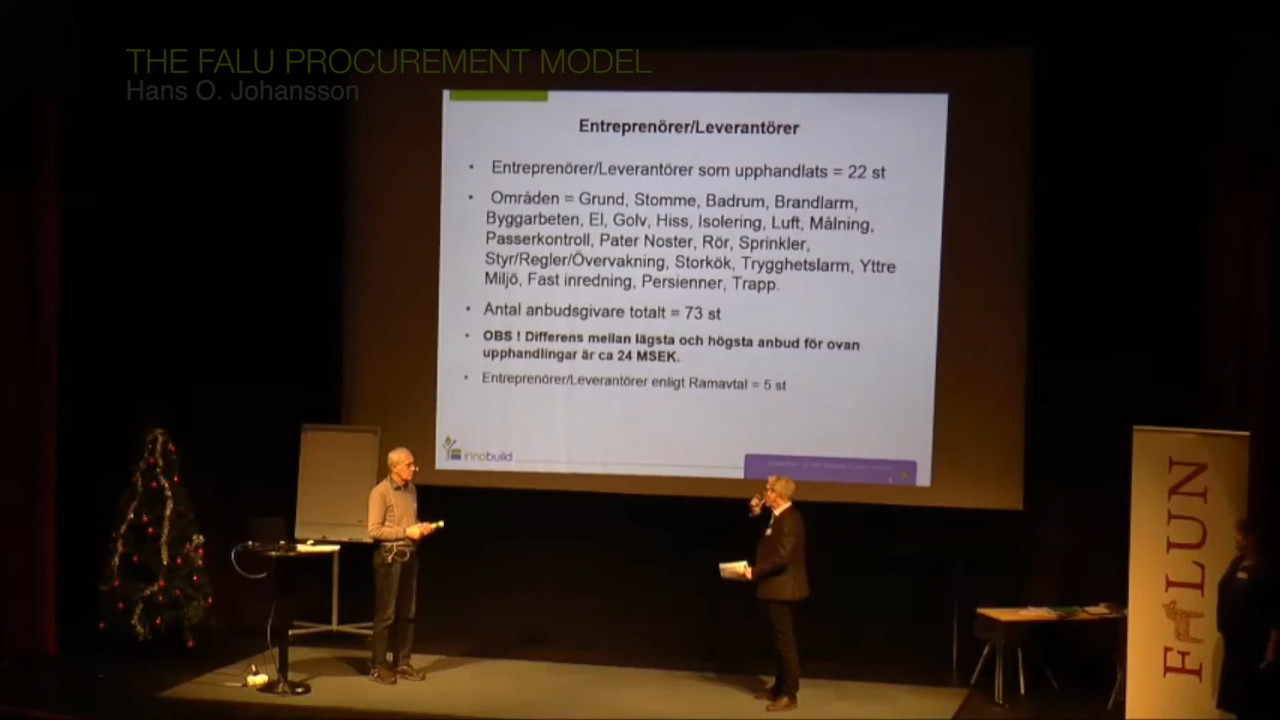 THE FALU PROCUREMENT MODEL
Hans O. Johansson
Entreprenörer/Leverantörer
• Entreprenörer/Leverantörer som upphandlats = 22 st
• Områden = Grund, Stomme, Badrum, Brandlarm,
Byggarbeten, El, Golv, Hiss, Isolering, Luft, Målning,
Passerkontroll, Pater Noster, Rör, Sprinkler,
Styr/Regler/Övervakning, Storkök, Trygghetslarm, Yttre
Miljö, Fast inredning, Persienner, Trapp.
• Antal anbudsgivare totalt = 73 st
• OBS ! Differens mellan lägsta och högsta anbud för ovan
upphandlingar är ca 24 MSEK.
• Entreprenörer/Leverantörer enligt Ramavtal = 5 st
innobuild
FALUN